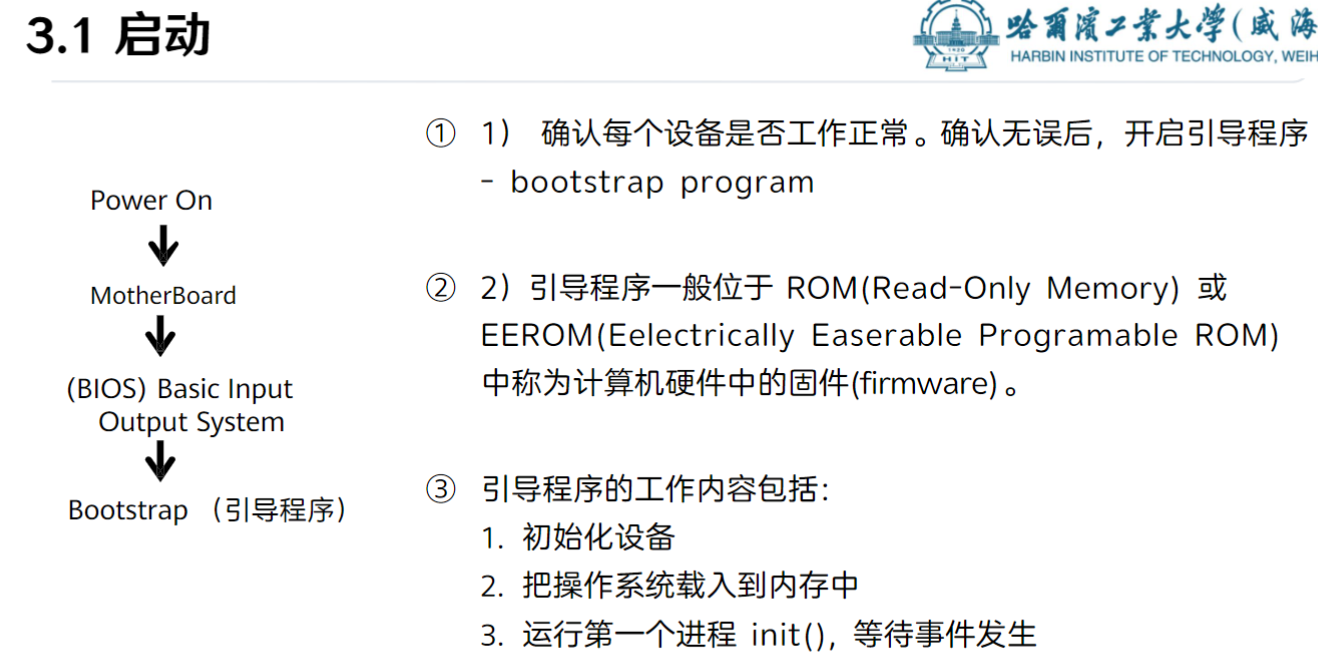 3.1 启动
哈爾濱工業大學(威海
HARBIN INSTITUTE OF TECHNOLOGY, WEIH
HIT
Power On
MotherBoard
(BIOS) Basic Input
Output System
Bootstrap （引导程序）
① 1） 确认每个设备是否工作正常。确认无误后，开启引导程序
- bootstrap program
② 2）引导程序一般位于 ROM(Read-Only Memory) 或
EEROM(Eelectrically Easerable Programable ROM)
中称为计算机硬件中的固件(firmware)。
③ 引导程序的工作内容包括：
1. 初始化设备
2. 把操作系统载入到内存中
3. 运行第一个进程 init(), 等待事件发生